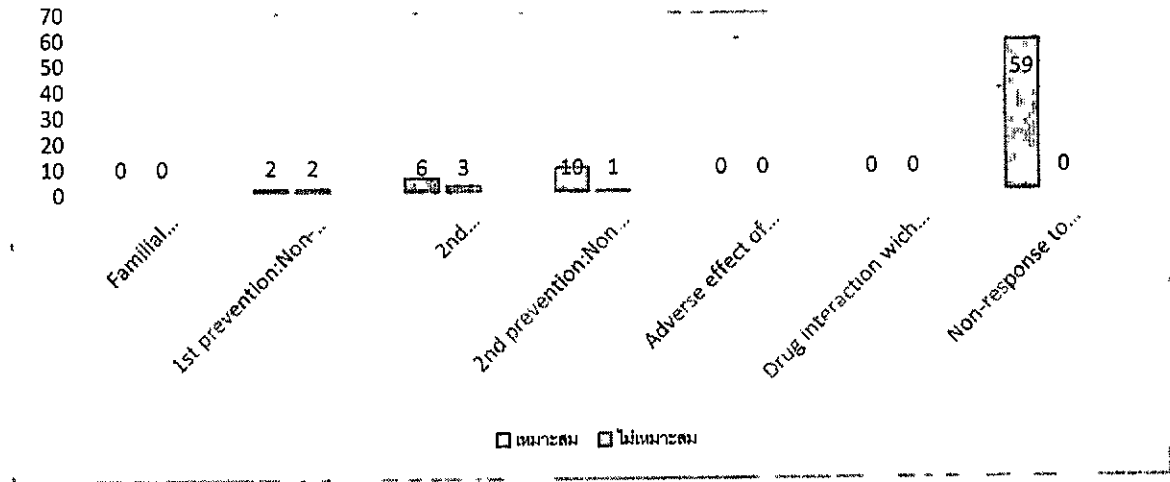 70
60
50
40
30
20
10
0
0 0
2 2
6 3
10 1
0 0
0 0
59 0
Familial...
1st prevention:Non-...
2nd...
2nd prevention:Non...
Adverse effect of...
Drug interaction wich...
Non-response to...
เหมาะสม ไม่เหมาะสม